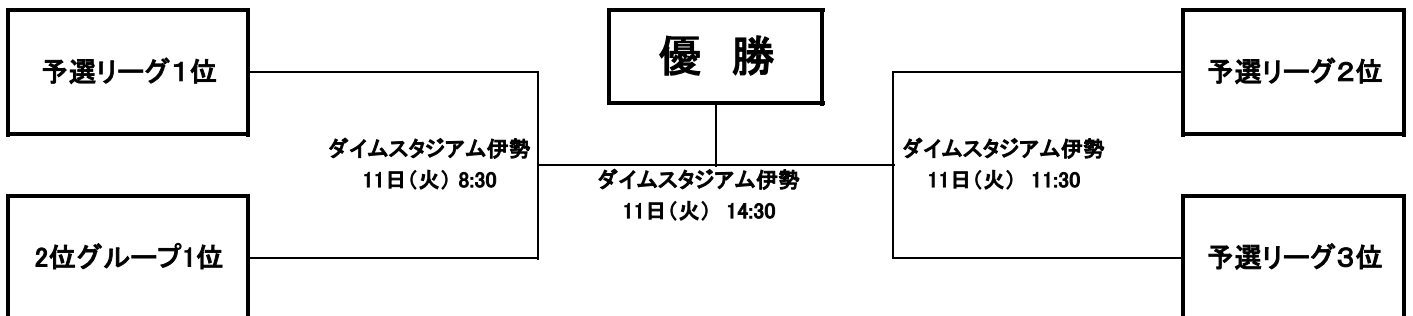 優　勝
予選リーグ１位
予選リーグ２位
ダイムスタジアム伊勢
11日（火） 8:30
ダイムスタジアム伊勢
11日（火）　14:30
ダイムスタジアム伊勢
11日（火）　11:30
2位グループ1位
予選リーグ３位